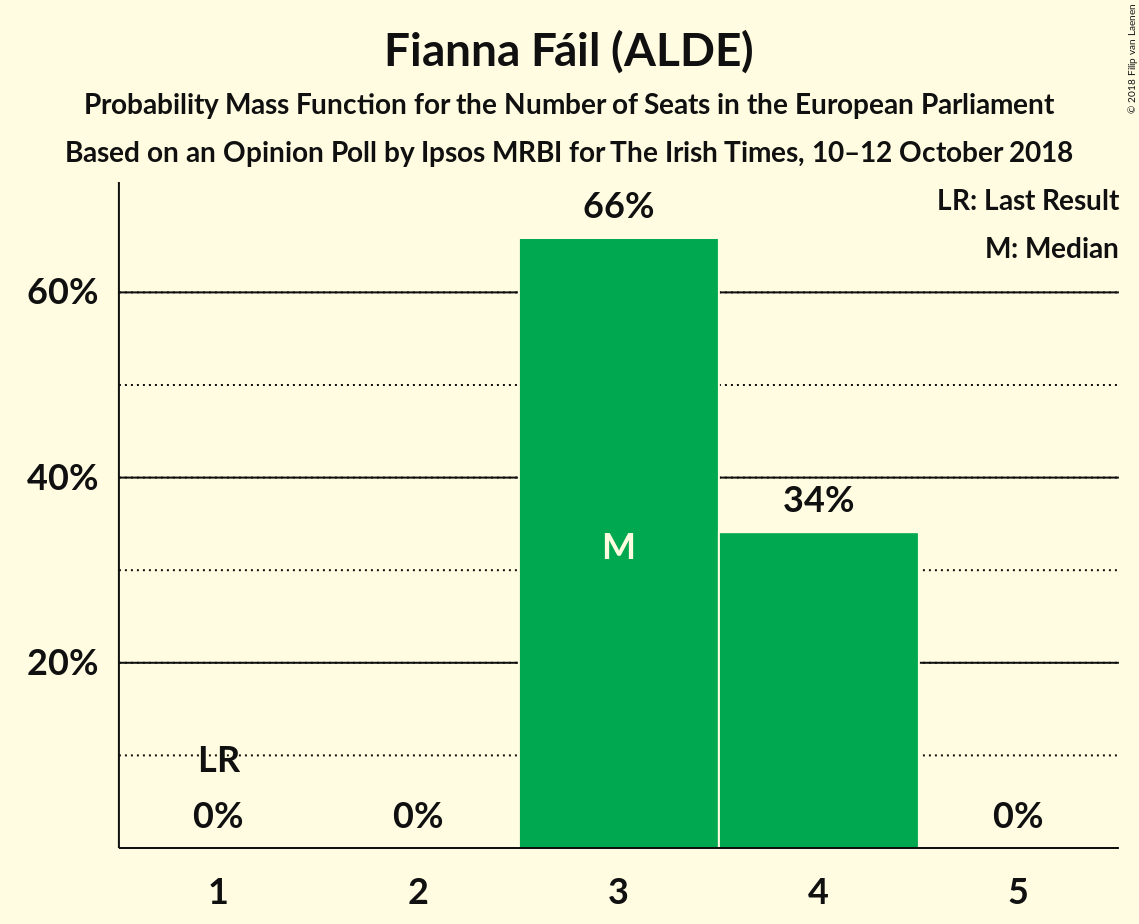 Fianna Fáil (ALDE)
Probability Mass Function for the Number of Seats in the European Parliament
Based on an Opinion Poll by Ipsos MRBI for The Irish Times, 10–12 October 2018
© 2018 Filip van Laenen
LR: Last Result
M: Median
66%
60%
40%
34%
M
20%
LR
0%
0%
0%
1
2
3
4
5